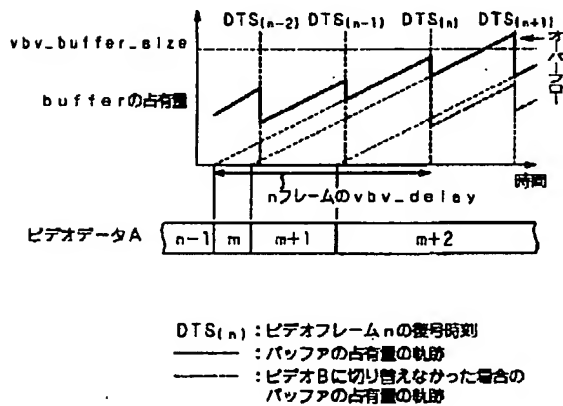 DTS(n-2) DTS(n-1) DTS(n) DTS(n+1)
vbv_buffer_size
オーバーフロー
bufferの占有量
時間
nフレームのvbv_delay
ビデオデータA n-1 m m+1 m+2
DTS(n) : ビデオフレームnの復号時刻
: バッファの占有量の軌跡
: ビデオBに切り替えなかった場合の
バッファの占有量の軌跡